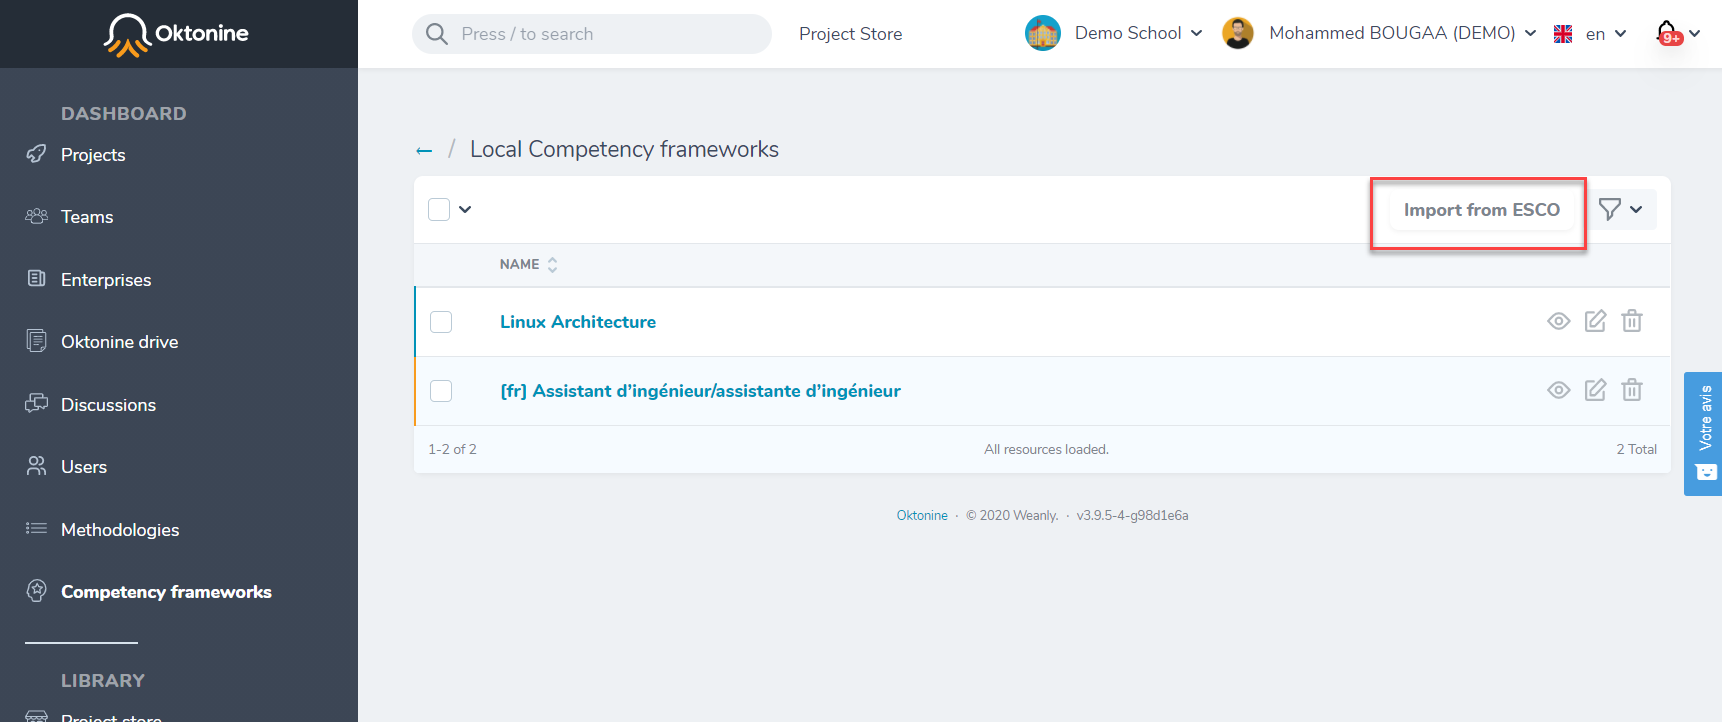 Oktonine
Press / to search
Project Store
Demo School
Mohammed BOUGAA (DEMO)
en
9+
DASHBOARD
Projects
Teams
Enterprises
Oktonine drive
Discussions
Users
Methodologies
Competency frameworks
LIBRARY
Project store
← / Local Competency frameworks
Import from ESCO
NAME
Linux Architecture
[fr] Assistant d’ingénieur/assistante d’ingénieur
1-2 of 2
All resources loaded.
2 Total
Oktonine · © 2020 Weanly. · v3.9.5-4-g98d1e6a
Votre avis